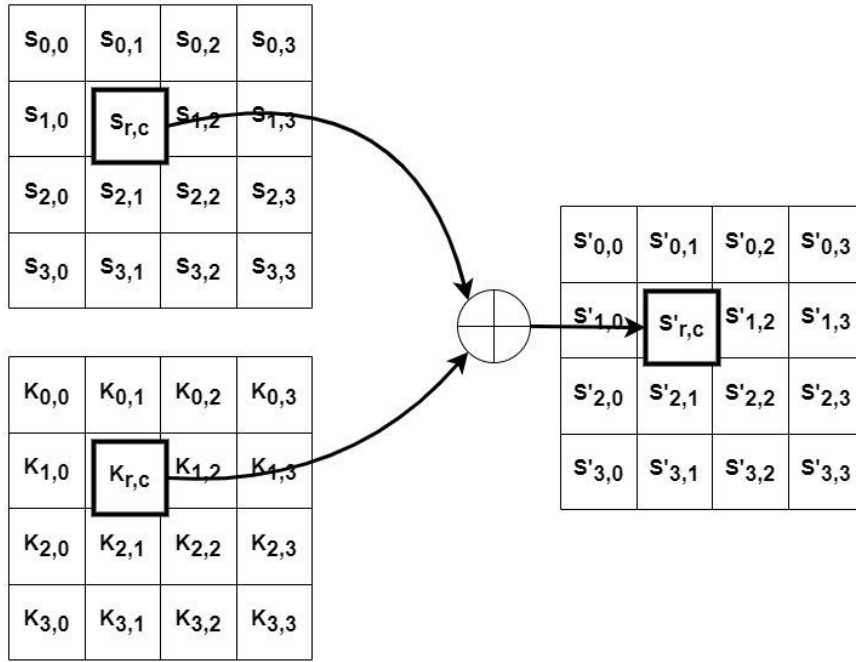 S0,0 S0,1 S0,2 S0,3
S1,0 Sr,c S1,2 S1,3
S2,0 S2,1 S2,2 S2,3
S3,0 S3,1 S3,2 S3,3
K0,0 K0,1 K0,2 K0,3
K1,0 Kr,c K1,2 K1,3
K2,0 K2,1 K2,2 K2,3
K3,0 K3,1 K3,2 K3,3
S'0,0 S'0,1 S'0,2 S'0,3
S'1,0 S'r,c S'1,2 S'1,3
S'2,0 S'2,1 S'2,2 S'2,3
S'3,0 S'3,1 S'3,2 S'3,3